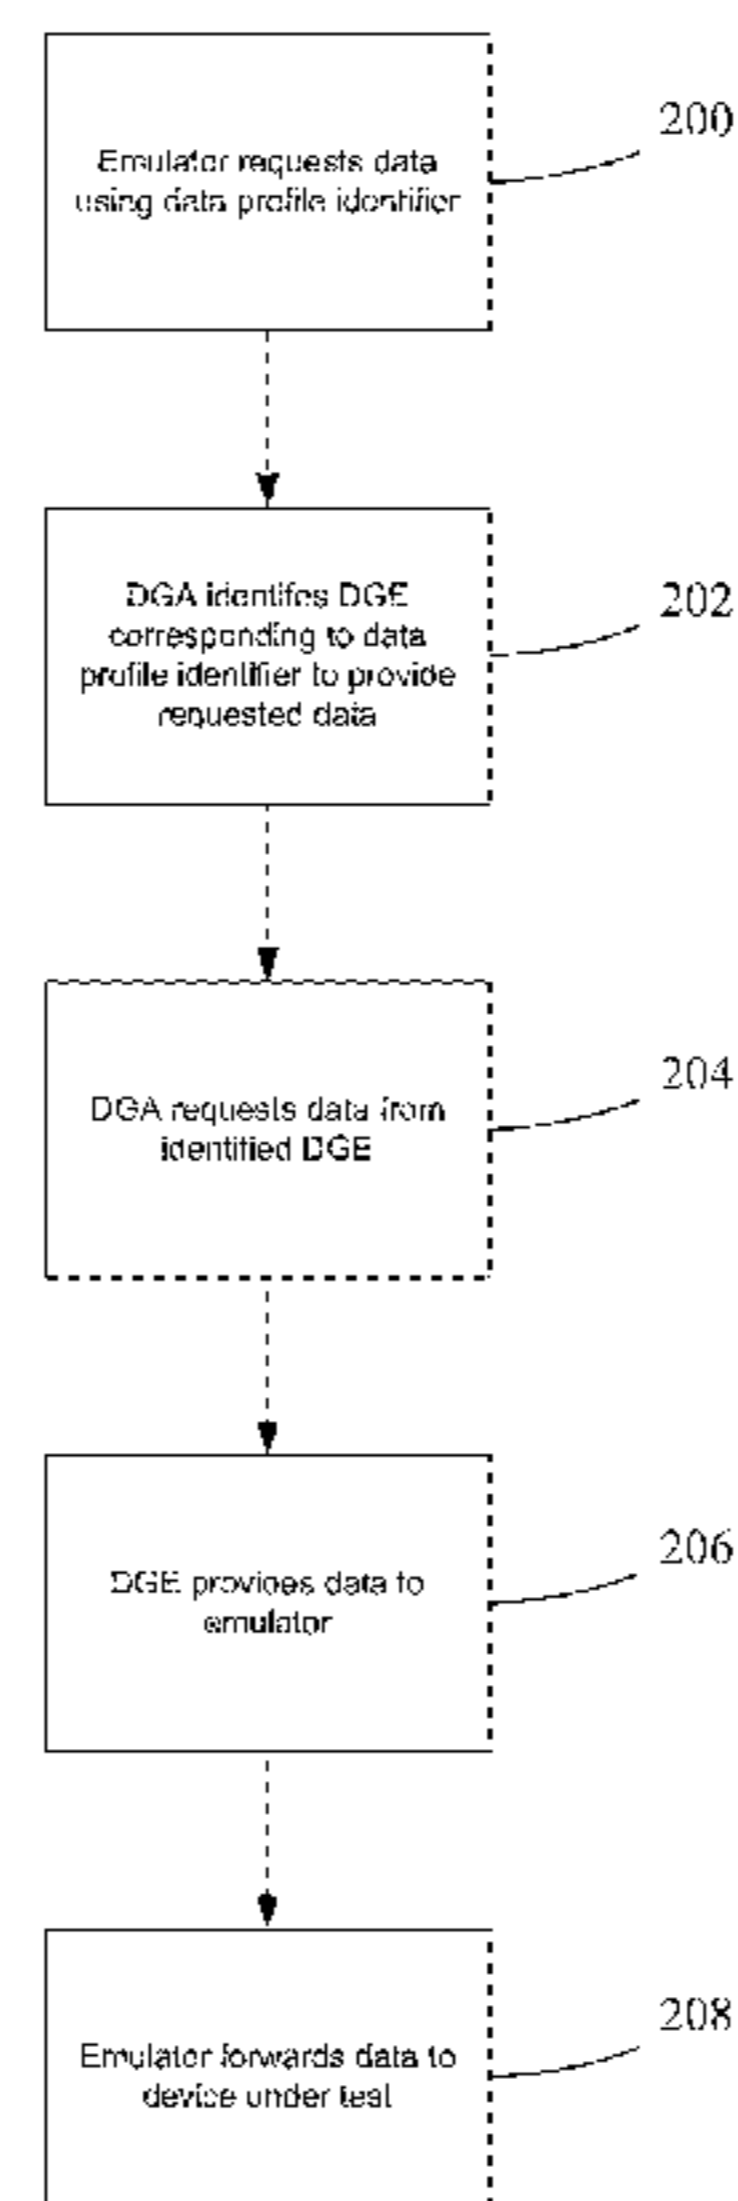 Emulator requests data
using data profile identifier
200
DGA identifes DGE
corresponding to data
profile identifier to provide
requested data
202
DGA requests data from
identified DGE
204
DGE provides data to
emulator
206
Emulator forwards data to
device under test
208